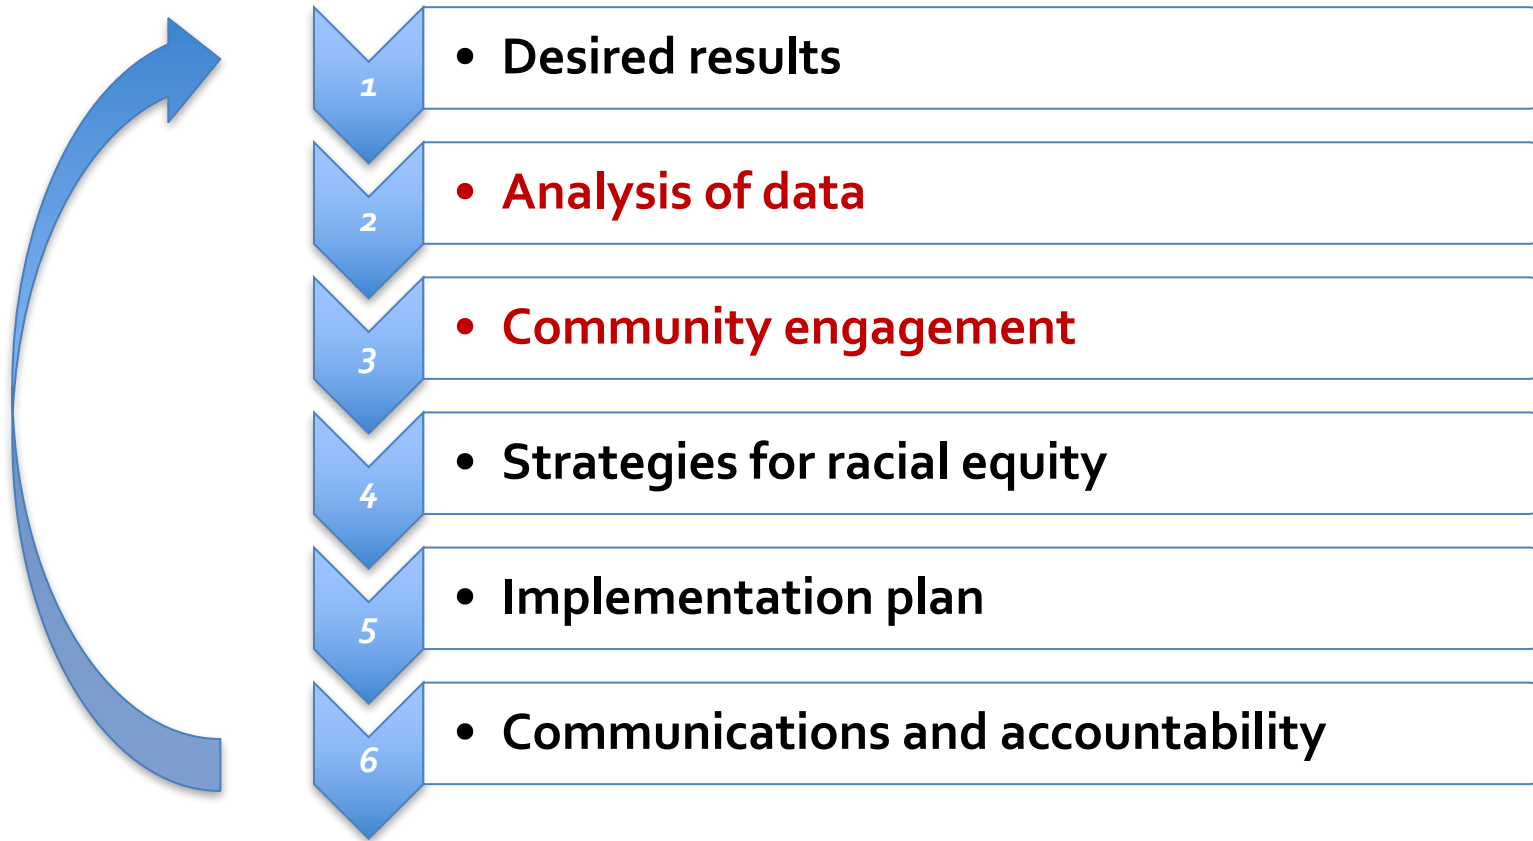 1
• Desired results
2
• Analysis of data
3
• Community engagement
4
• Strategies for racial equity
5
• Implementation plan
6
• Communications and accountability